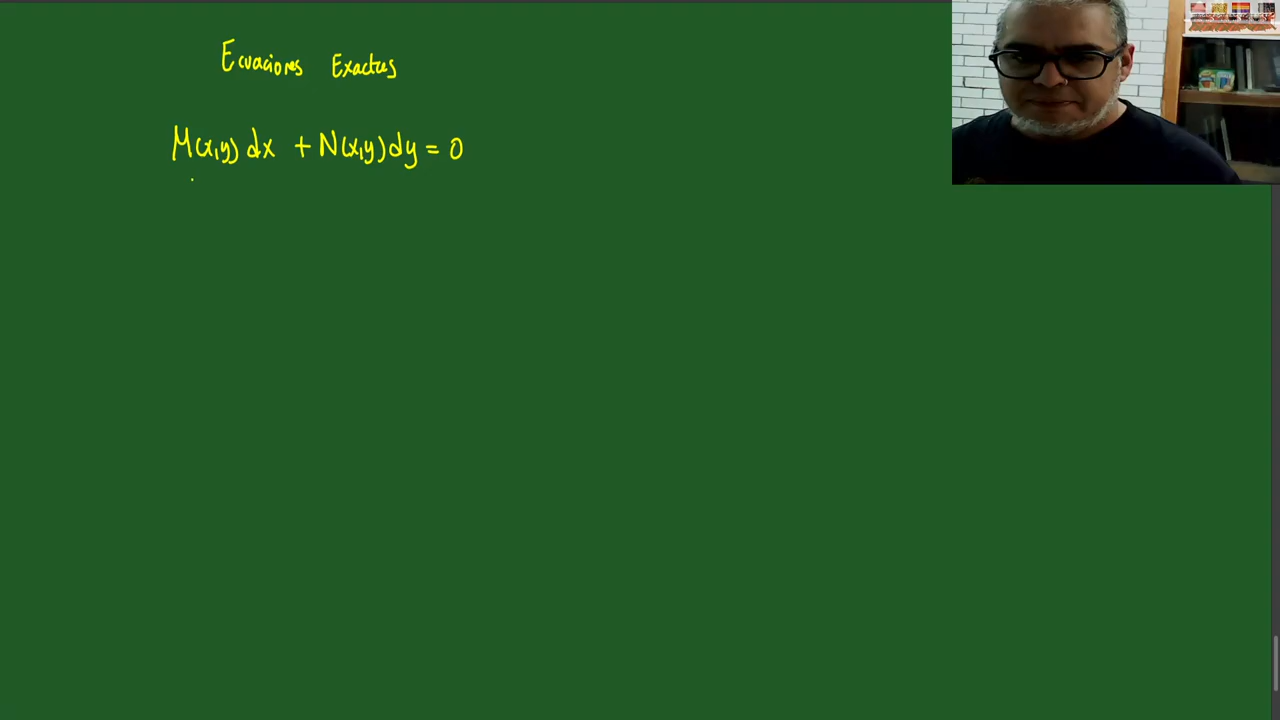 Ecuaciones Exactas
M(x,y) dx + N(x,y) dy = 0